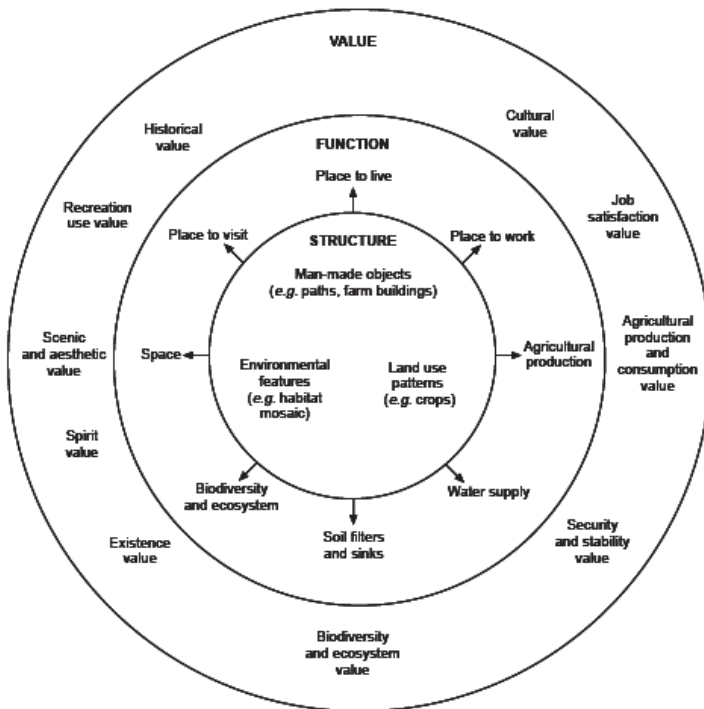 VALUE
Historical
value
Cultural
value
FUNCTION
Place to live
Recreation
use value
Job
satisfaction
value
Place to visit
Place to work
STRUCTURE
Man-made objects
(e.g. paths, farm buildings)
Scenic
and aesthetic
value
Space
Environmental
features
(e.g. habitat
mosaic)
Land use
patterns
(e.g. crops)
Agricultural
production
Agricultural
production
and
consumption
value
Spirit
value
Biodiversity
and ecosystem
Water supply
Soil filters
and sinks
Existence
value
Security
and stability
value
Biodiversity
and ecosystem
value